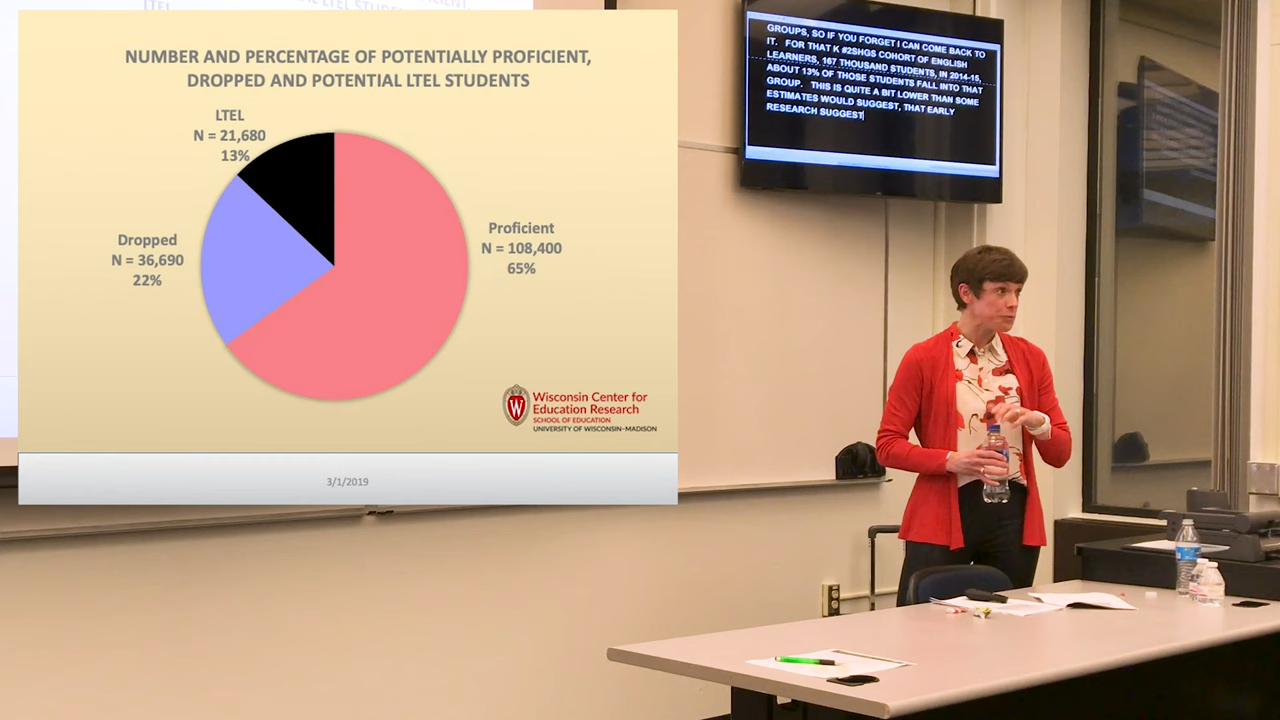 LTEL
NUMBER AND PERCENTAGE OF POTENTIALLY PROFICIENT,
DROPPED AND POTENTIAL LTEL STUDENTS
LTEL
N = 21,680
13%
Dropped
N = 36,690
22%
Proficient
N = 108,400
65%
W
Wisconsin Center for
Education Research
SCHOOL OF EDUCATION
UNIVERSITY OF WISCONSIN–MADISON
3/1/2019
GROUPS, SO IF YOU FORGET I CAN COME BACK TO
IT. FOR THAT K #2SHGS COHORT OF ENGLISH
LEARNERS, 167 THOUSAND STUDENTS, IN 2014-15,
ABOUT 13% OF THOSE STUDENTS FALL INTO THAT
GROUP. THIS IS QUITE A BIT LOWER THAN SOME
ESTIMATES WOULD SUGGEST, THAT EARLY
RESEARCH SUGGEST